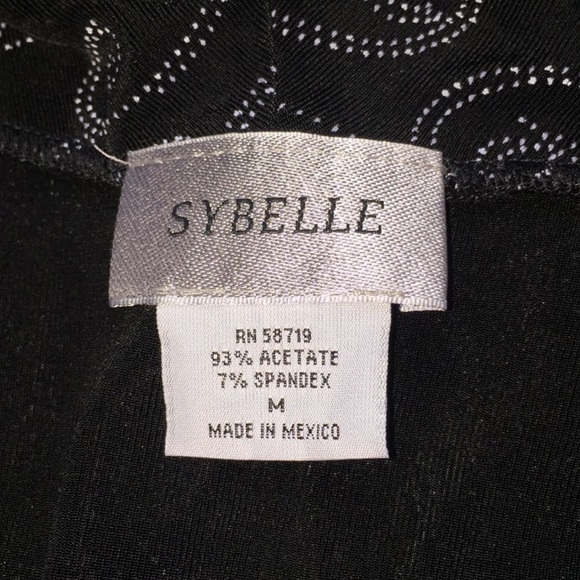 SYBELLE
RN 58719
93% ACETATE
7% SPANDEX
M
MADE IN MEXICO